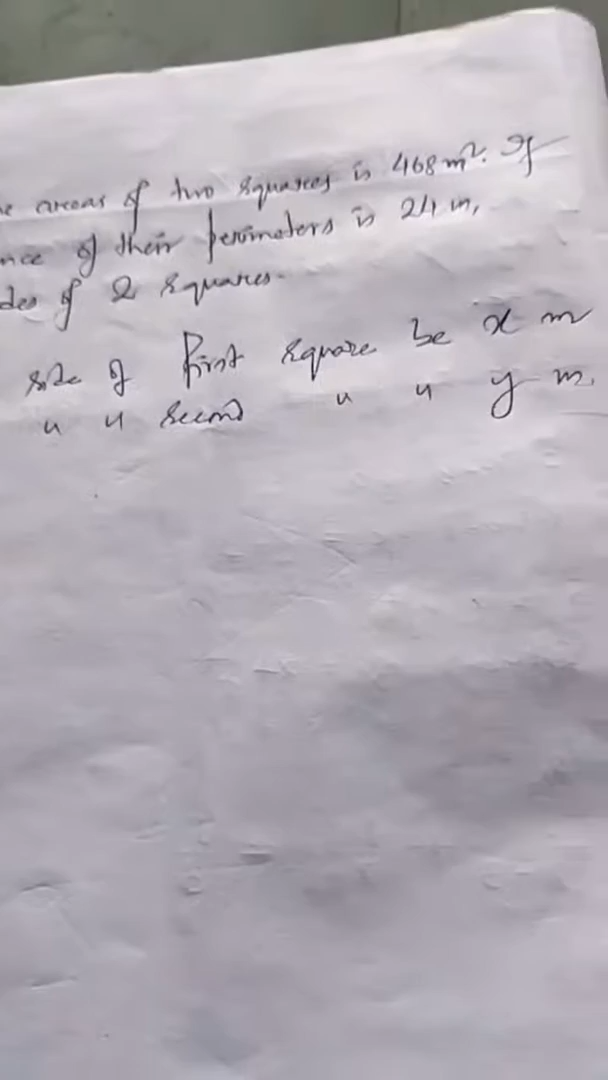 areas of two squares is 468 m². If
of their perimeters is 24 m,
of 2 squares.
side of first square be x m
" " second " " y m.